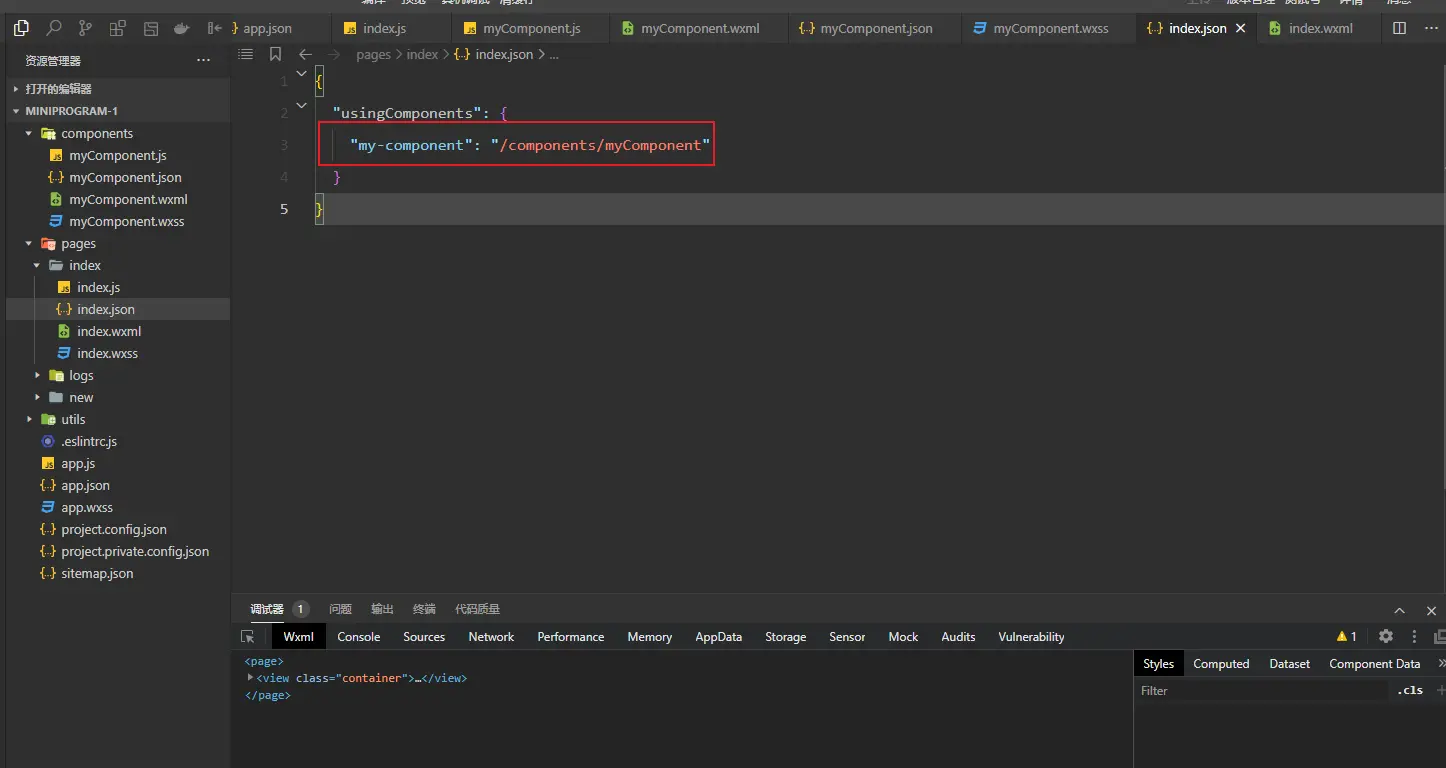 app.json
index.js
myComponent.js
myComponent.wxml
myComponent.json
myComponent.wxss
index.json
index.wxml
资源管理器
pages
index
index.json
...
打开的编辑器
MINIPROGRAM-1
components
myComponent.js
myComponent.json
myComponent.wxml
myComponent.wxss
pages
index
index.js
index.json
index.wxml
index.wxss
logs
new
utils
.eslintrc.js
app.js
app.json
app.wxss
project.config.json
project.private.config.json
sitemap.json
1 {
2 "usingComponents": {
3 "my-component": "/components/myComponent"
4 }
5 }
调试器 1 问题 输出 终端 代码质量
Wxml Console Sources Network Performance Memory AppData Storage Sensor Mock Audits Vulnerability 1
<page>
<view class="container">…</view>
</page>
Styles Computed Dataset Component Data »
Filter .cls +